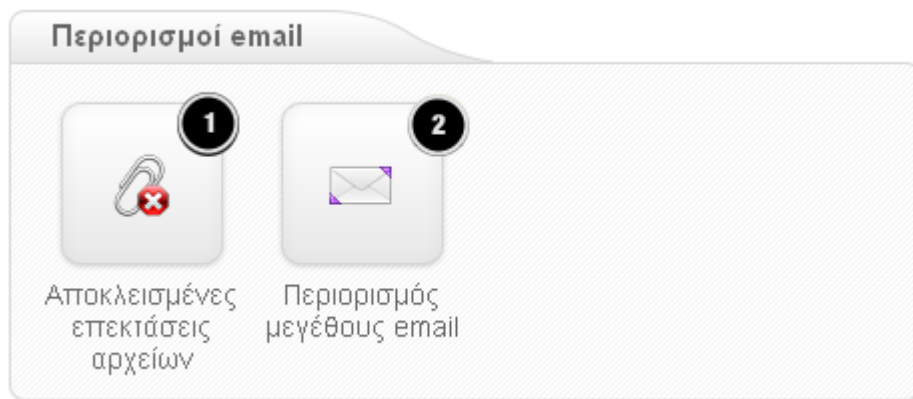 Περιορισμοί email
1
2
Αποκλεισμένες
επεκτάσεις
αρχείων
Περιορισμός
μεγέθους email